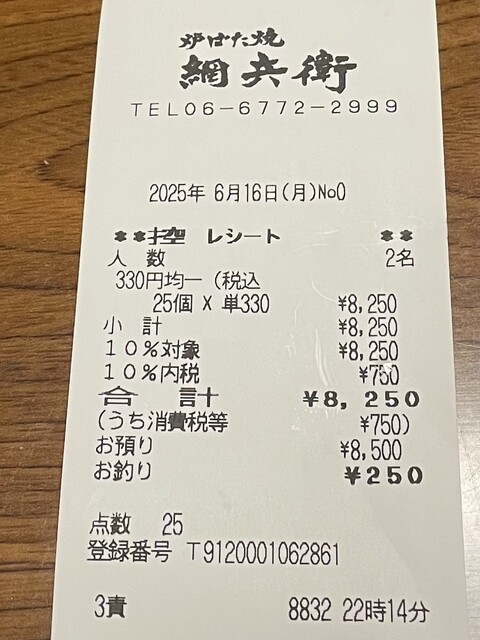 炉ばた焼
網兵衛
TEL06-6772-2999
2025年 6月16日(月)No0
**控 レシート **
人 数 2名
330円均一(税込
25個 X 単330 ¥8,250
小 計 ¥8,250
10%対象 ¥8,250
10%内税 ¥750
合 計 ¥8,250
(うち消費税等 ¥750)
お預り ¥8,500
お釣り ¥250
点数 25
登録番号 T9120001062861
3責 8832 22時14分